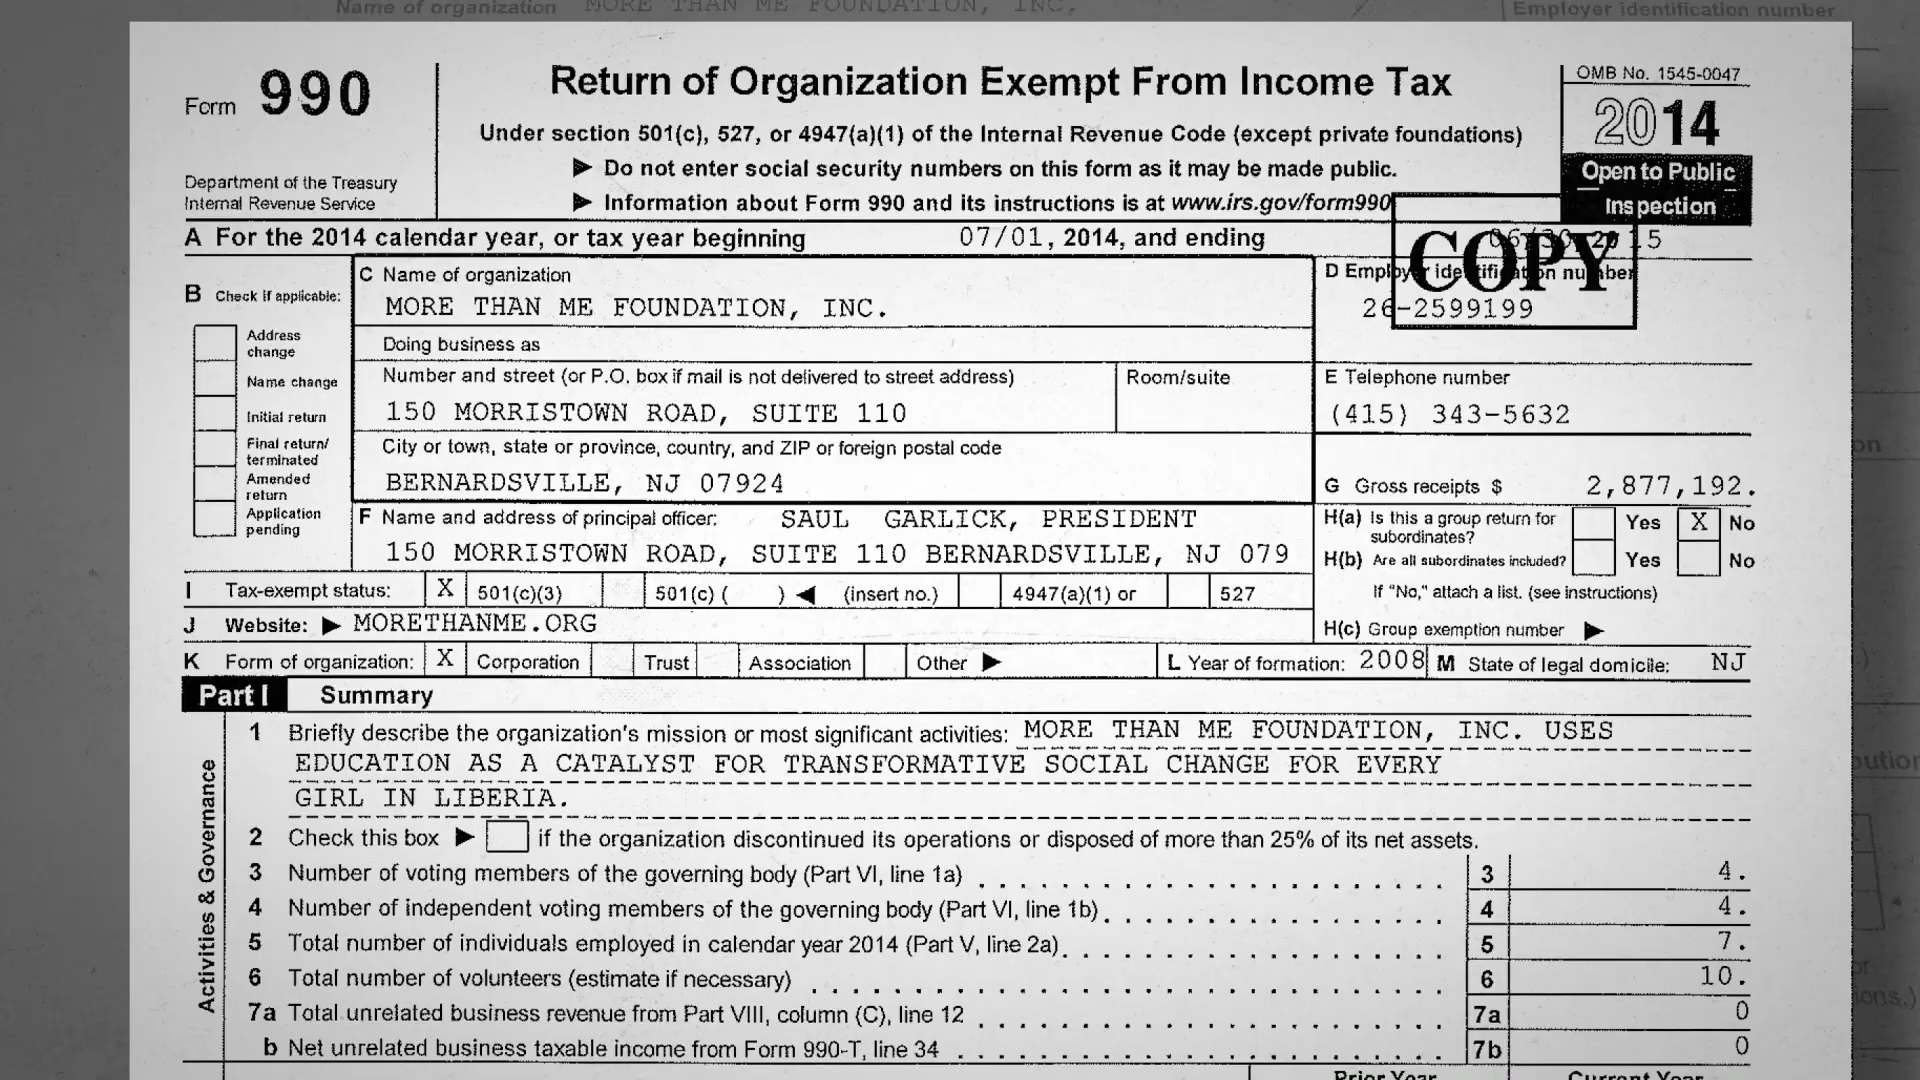 Name of organization MORE THAN ME FOUNDATION, INC.
Employer identification number
Form 990
Department of the Treasury
Internal Revenue Service
Return of Organization Exempt From Income Tax
Under section 501(c), 527, or 4947(a)(1) of the Internal Revenue Code (except private foundations)
▶ Do not enter social security numbers on this form as it may be made public.
▶ Information about Form 990 and its instructions is at www.irs.gov/form990
OMB No. 1545-0047
2014
Open to Public
Inspection
A For the 2014 calendar year, or tax year beginning 07/01, 2014, and ending 06/30, 2015
COPY
B Check if applicable:
Address
change
Name change
Initial return
Final return/
terminated
Amended
return
Application
pending
C Name of organization
MORE THAN ME FOUNDATION, INC.
Doing business as
Number and street (or P.O. box if mail is not delivered to street address) Room/suite
150 MORRISTOWN ROAD, SUITE 110
City or town, state or province, country, and ZIP or foreign postal code
BERNARDSVILLE, NJ 07924
D Employer identification number
26-2599199
E Telephone number
(415) 343-5632
G Gross receipts $ 2,877,192.
F Name and address of principal officer: SAUL GARLICK, PRESIDENT
150 MORRISTOWN ROAD, SUITE 110 BERNARDSVILLE, NJ 079
H(a) Is this a group return for
subordinates? Yes X No
H(b) Are all subordinates included? Yes No
If "No," attach a list. (see instructions)
H(c) Group exemption number ▶
I Tax-exempt status: X 501(c)(3) 501(c) ( ) ◀ (insert no.) 4947(a)(1) or 527
J Website: ▶ MORETHANME.ORG
K Form of organization: X Corporation Trust Association Other ▶ L Year of formation: 2008 M State of legal domicile: NJ
Part I Summary
Activities & Governance
1 Briefly describe the organization's mission or most significant activities: MORE THAN ME FOUNDATION, INC. USES
EDUCATION AS A CATALYST FOR TRANSFORMATIVE SOCIAL CHANGE FOR EVERY
GIRL IN LIBERIA.
2 Check this box ▶ if the organization discontinued its operations or disposed of more than 25% of its net assets.
3 Number of voting members of the governing body (Part VI, line 1a) 3 4.
4 Number of independent voting members of the governing body (Part VI, line 1b) 4 4.
5 Total number of individuals employed in calendar year 2014 (Part V, line 2a) 5 7.
6 Total number of volunteers (estimate if necessary) 6 10.
7a Total unrelated business revenue from Part VIII, column (C), line 12 7a 0
b Net unrelated business taxable income from Form 990-T, line 34 7b 0
Prior Year Current Year